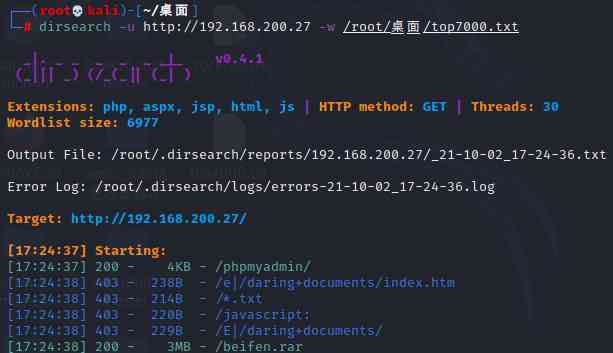 ┌──(root💀kali)-[~/桌面]
└─# dirsearch -u http://192.168.200.27 -w /root/桌面/top7000.txt
  _|. _ _  _  _  _ _|_    v0.4.1
 (_||| _) (/_(_|| (_| )
Extensions: php, aspx, jsp, html, js | HTTP method: GET | Threads: 30
Wordlist size: 6977
Output File: /root/.dirsearch/reports/192.168.200.27/_21-10-02_17-24-36.txt
Error Log: /root/.dirsearch/logs/errors-21-10-02_17-24-36.log
Target: http://192.168.200.27/
[17:24:37] Starting:
[17:24:37] 200 -    4KB - /phpmyadmin/
[17:24:38] 403 -  238B  - /e|/daring+documents/index.htm
[17:24:38] 403 -  214B  - /*.txt
[17:24:38] 403 -  220B  - /javascript:
[17:24:38] 403 -  229B  - /E|/daring+documents/
[17:24:38] 200 -    3MB - /beifen.rar